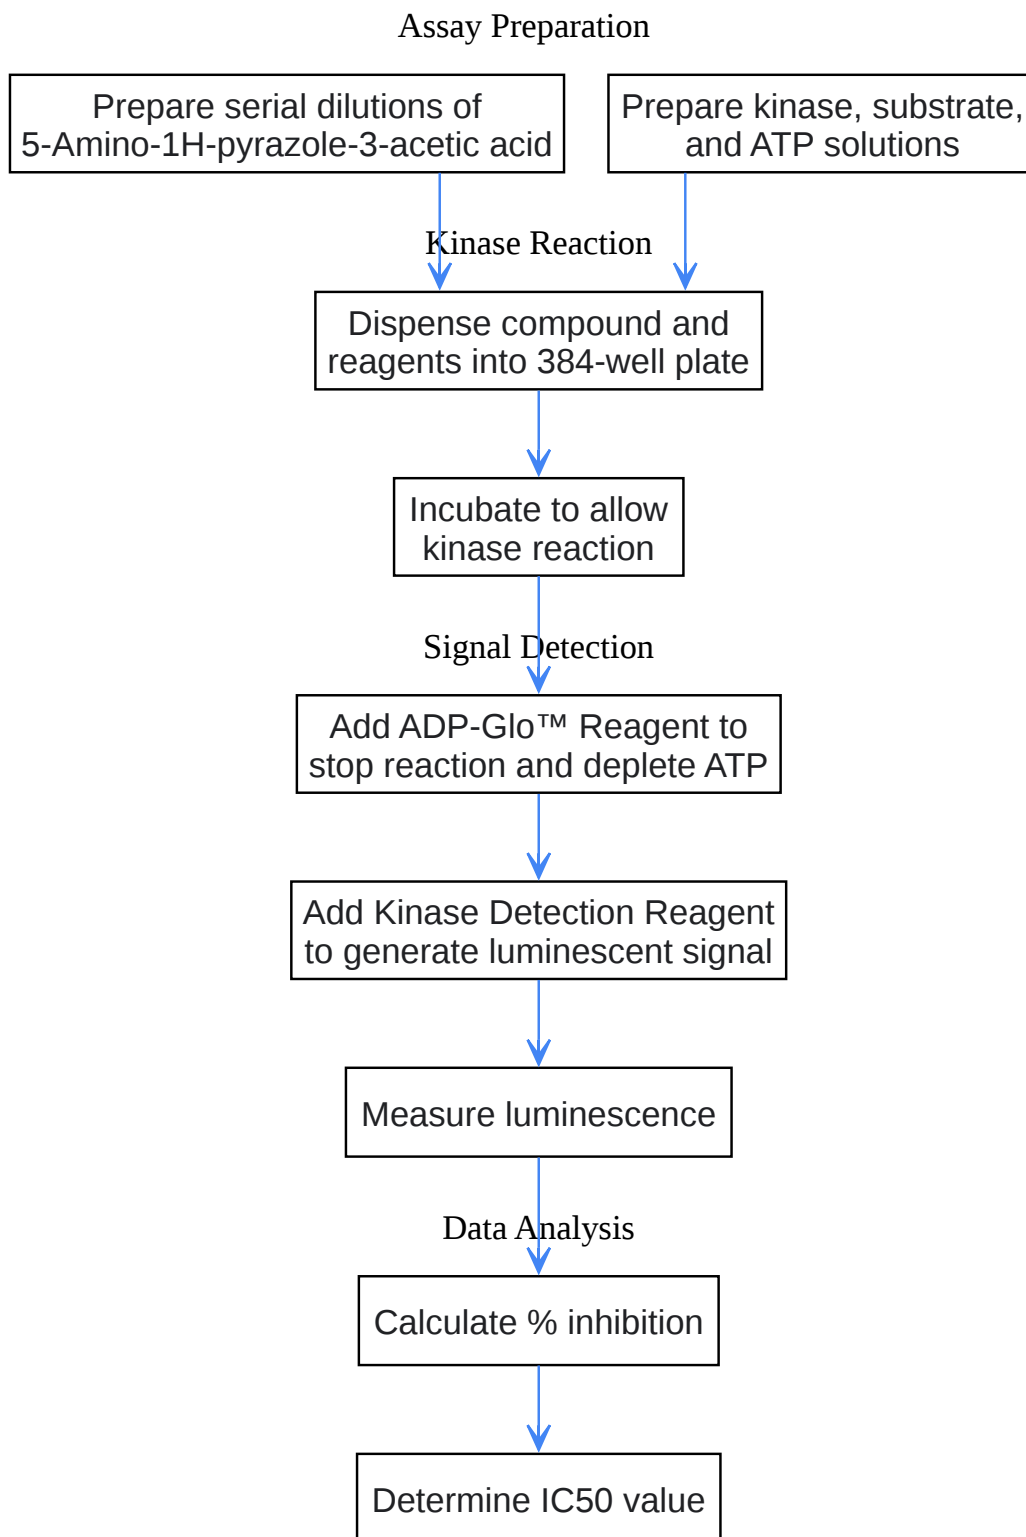 Assay Preparation
Prepare serial dilutions of
5-Amino-1H-pyrazole-3-acetic acid
Prepare kinase, substrate,
and ATP solutions
Kinase Reaction
Dispense compound and
reagents into 384-well plate
Incubate to allow
kinase reaction
Signal Detection
Add ADP-Glo™ Reagent to
stop reaction and deplete ATP
Add Kinase Detection Reagent
to generate luminescent signal
Measure luminescence
Data Analysis
Calculate % inhibition
Determine IC50 value